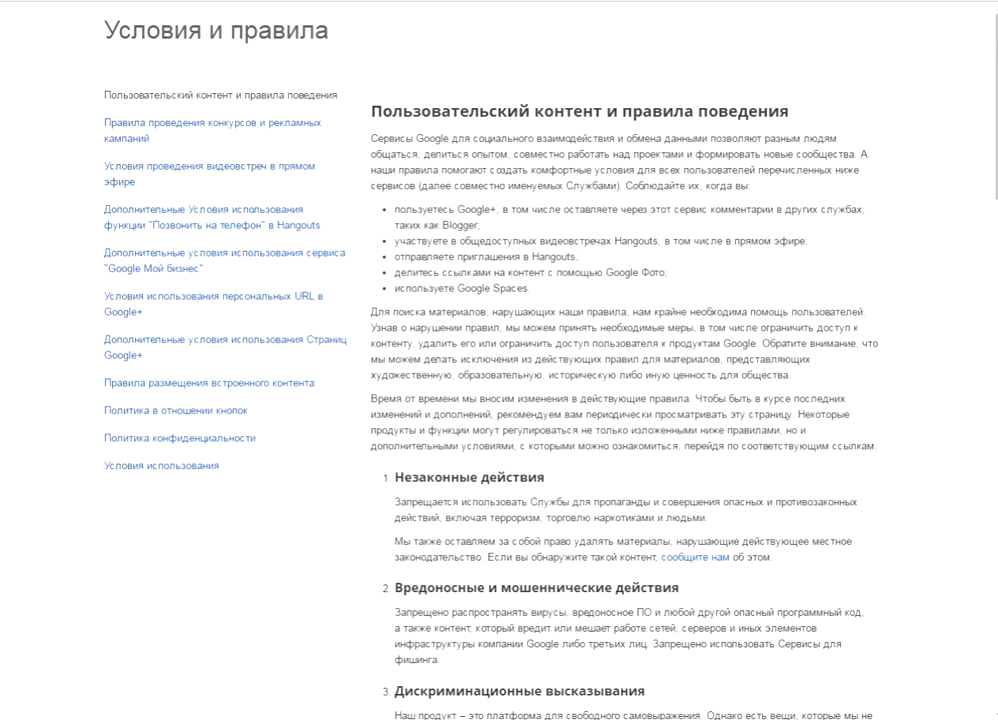 Условия и правила
Пользовательский контент и правила поведения
Правила проведения конкурсов и рекламных
кампаний
Условия проведения видеовстреч в прямом
эфире
Дополнительные Условия использования
функции "Позвонить на телефон" в Hangouts
Дополнительные условия использования сервиса
"Google Мой бизнес"
Условия использования персональных URL в
Google+
Дополнительные условия использования Страниц
Google+
Правила размещения встроенного контента
Политика в отношении кнопок
Политика конфиденциальности
Условия использования
Пользовательский контент и правила поведения
Сервисы Google для социального взаимодействия и обмена данными позволяют разным людям
общаться, делиться опытом, совместно работать над проектами и формировать новые сообщества. А
наши правила помогают создать комфортные условия для всех пользователей перечисленных ниже
сервисов (далее совместно именуемых Службами). Соблюдайте их, когда вы:
• пользуетесь Google+, в том числе оставляете через этот сервис комментарии в других службах,
таких как Blogger;
• участвуете в общедоступных видеовстречах Hangouts, в том числе в прямом эфире;
• отправляете приглашения в Hangouts;
• делитесь ссылками на контент с помощью Google Фото;
• используете Google Spaces.
Для поиска материалов, нарушающих наши правила, нам крайне необходима помощь пользователей.
Узнав о нарушении правил, мы можем принять необходимые меры, в том числе ограничить доступ к
контенту, удалить его или ограничить доступ пользователя к продуктам Google. Обратите внимание, что
мы можем делать исключения из действующих правил для материалов, представляющих
художественную, образовательную, историческую либо иную ценность для общества.
Время от времени мы вносим изменения в действующие правила. Чтобы быть в курсе последних
изменений и дополнений, рекомендуем вам периодически просматривать эту страницу. Некоторые
продукты и функции могут регулироваться не только изложенными ниже правилами, но и
дополнительными условиями, с которыми можно ознакомиться, перейдя по соответствующим ссылкам.
1. Незаконные действия
Запрещается использовать Службы для пропаганды и совершения опасных и противозаконных
действий, включая терроризм, торговлю наркотиками и людьми.
Мы также оставляем за собой право удалять материалы, нарушающие действующее местное
законодательство. Если вы обнаружите такой контент, сообщите нам об этом.
2. Вредоносные и мошеннические действия
Запрещено распространять вирусы, вредоносное ПО и любой другой опасный программный код,
а также контент, который вредит или мешает работе сетей, серверов и иных элементов
инфраструктуры компании Google либо третьих лиц. Запрещено использовать Сервисы для
фишинга.
3. Дискриминационные высказывания
Наш продукт – это платформа для свободного самовыражения. Однако есть вещи, которые мы не